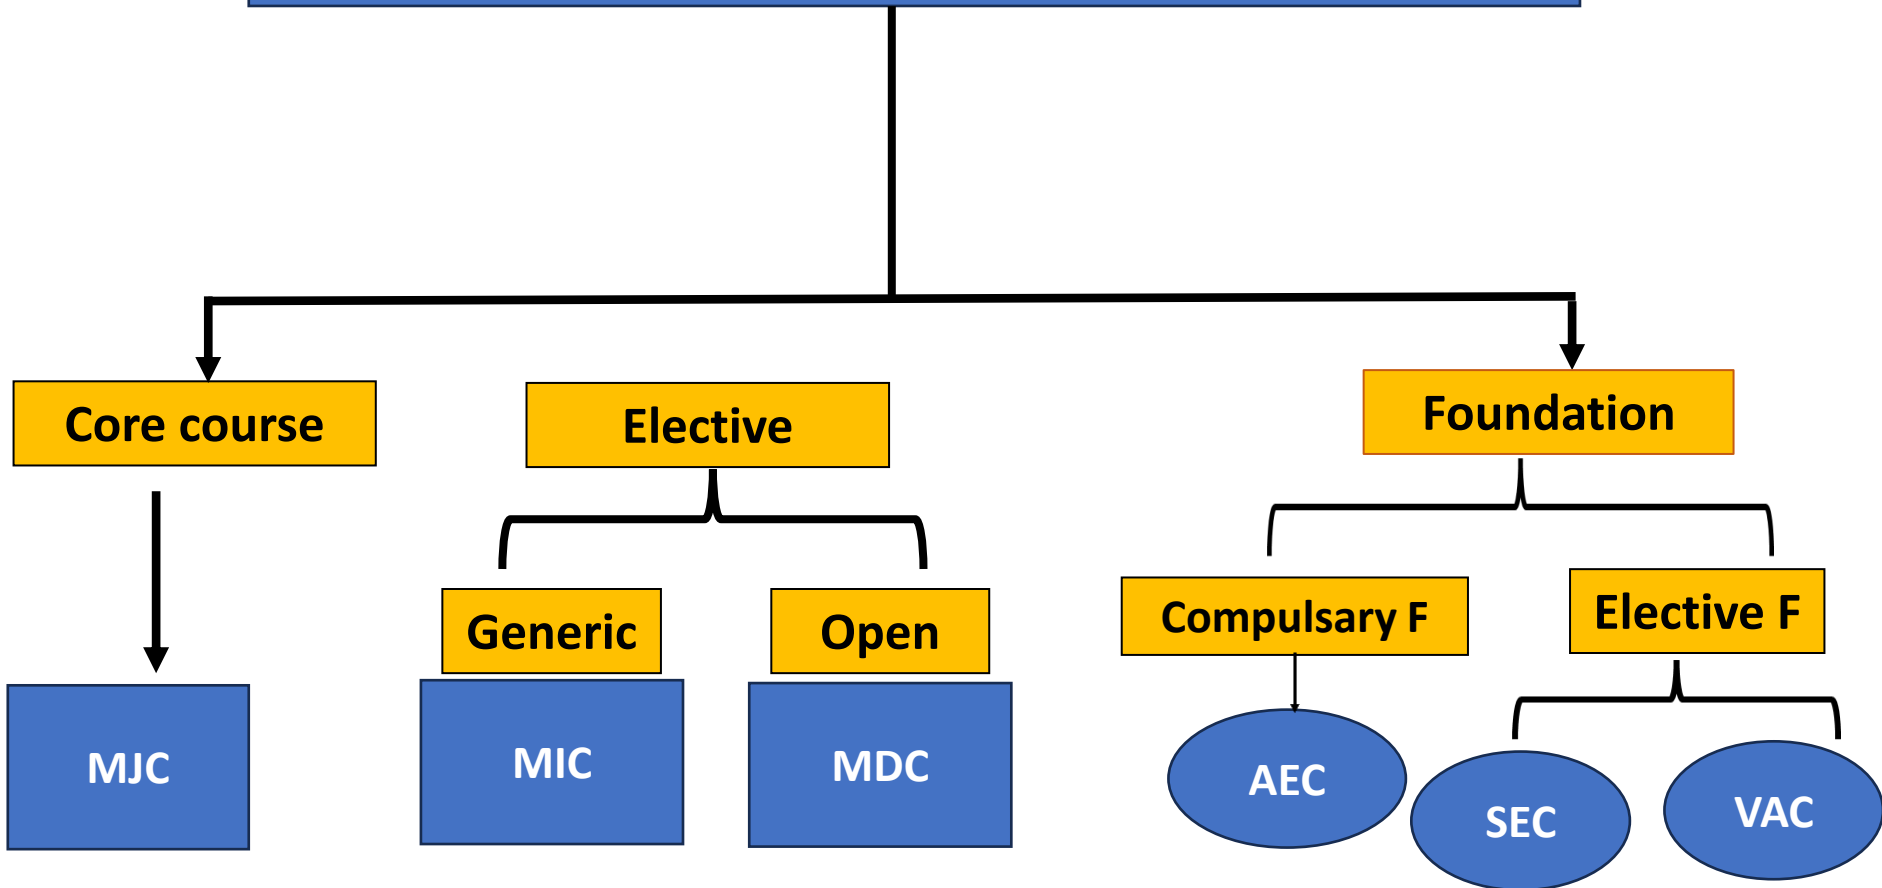 Core course
Elective
Foundation
Generic
Open
Compulsary F
Elective F
MJC
MIC
MDC
AEC
SEC
VAC